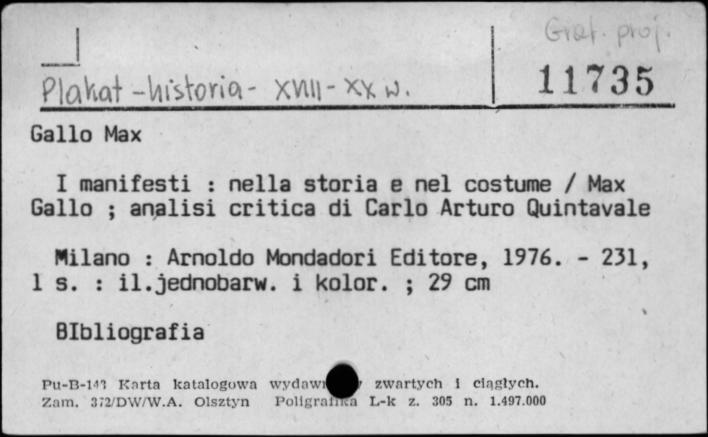 Graf. proj.
11735
Plakat - historia - XVIII - XX w.
Gallo Max
I manifesti : nella storia e nel costume / Max
Gallo ; analisi critica di Carlo Arturo Quintavale
Milano : Arnoldo Mondadori Editore, 1976. - 231,
1 s. : il.jednobarw. i kolor. ; 29 cm
BIbliografia
Pu-B-143 Karta katalogowa zwartych i ciągłych.
Zam. 372/DW/W.A. Olsztyn Poligrafika L-k z. 305 n. 1.497.000